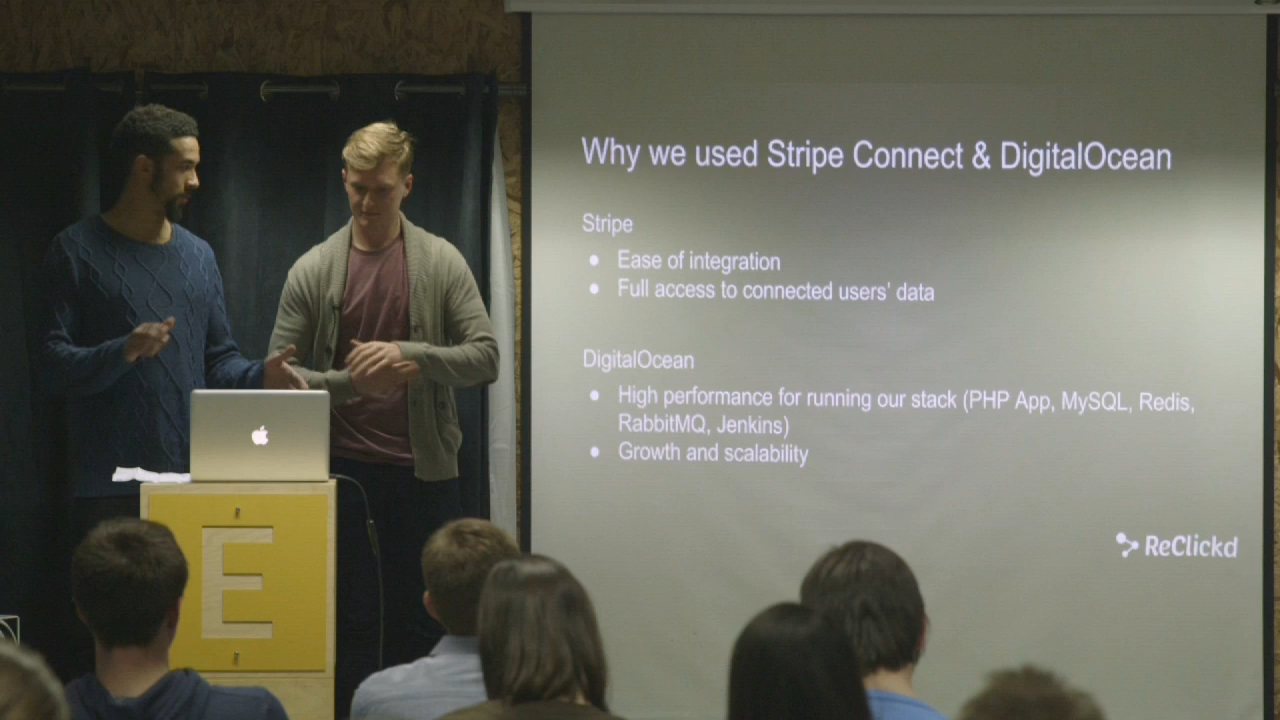 Why we used Stripe Connect & DigitalOcean
Stripe
● Ease of integration
● Full access to connected users' data
DigitalOcean
● High performance for running our stack (PHP App, MySQL, Redis,
RabbitMQ, Jenkins)
● Growth and scalability
ReClickd
E